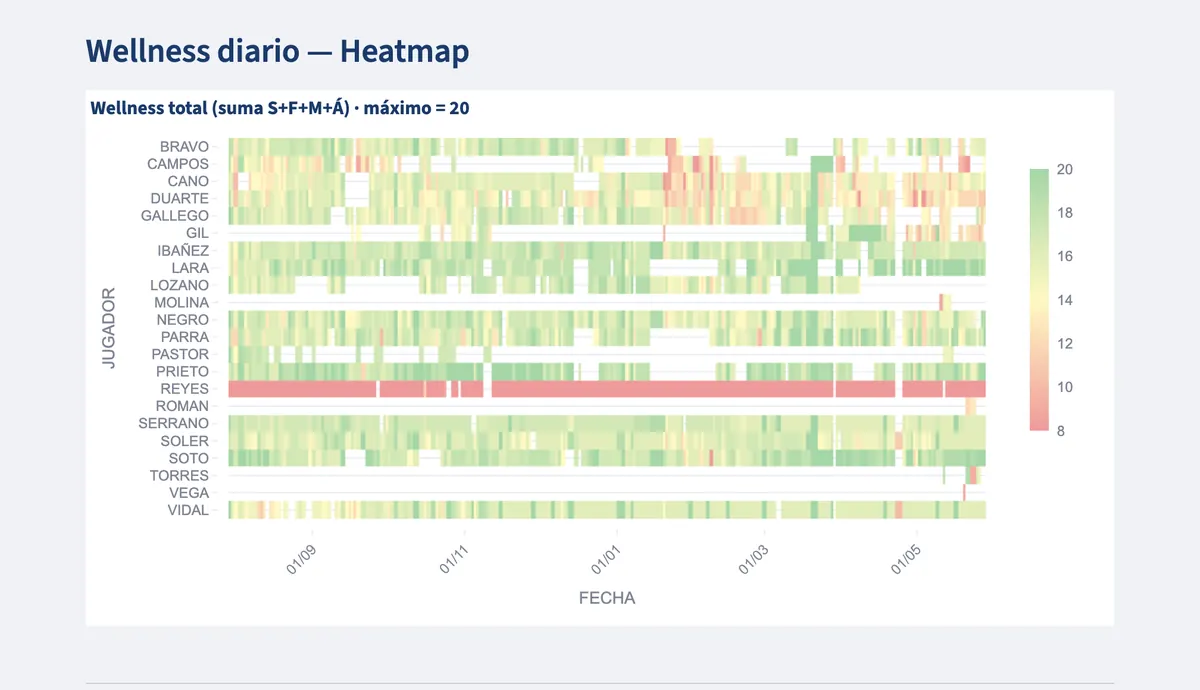 Wellness diario — Heatmap
Wellness total (suma S+F+M+Á) · máximo = 20
JUGADOR
BRAVO
CAMPOS
CANO
DUARTE
GALLEGO
GIL
IBAÑEZ
LARA
LOZANO
MOLINA
NEGRO
PARRA
PASTOR
PRIETO
REYES
ROMAN
SERRANO
SOLER
SOTO
TORRES
VEGA
VIDAL
20
18
16
14
12
10
8
01/09
01/11
01/01
01/03
01/05
FECHA